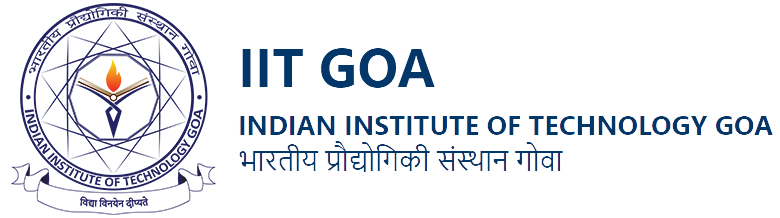 भारतीय प्रौद्योगिकी संस्थान गोवा
INDIAN INSTITUTE OF TECHNOLOGY GOA
विद्या विनयेन दीप्यते
IIT GOA
INDIAN INSTITUTE OF TECHNOLOGY GOA
भारतीय प्रौद्योगिकी संस्थान गोवा